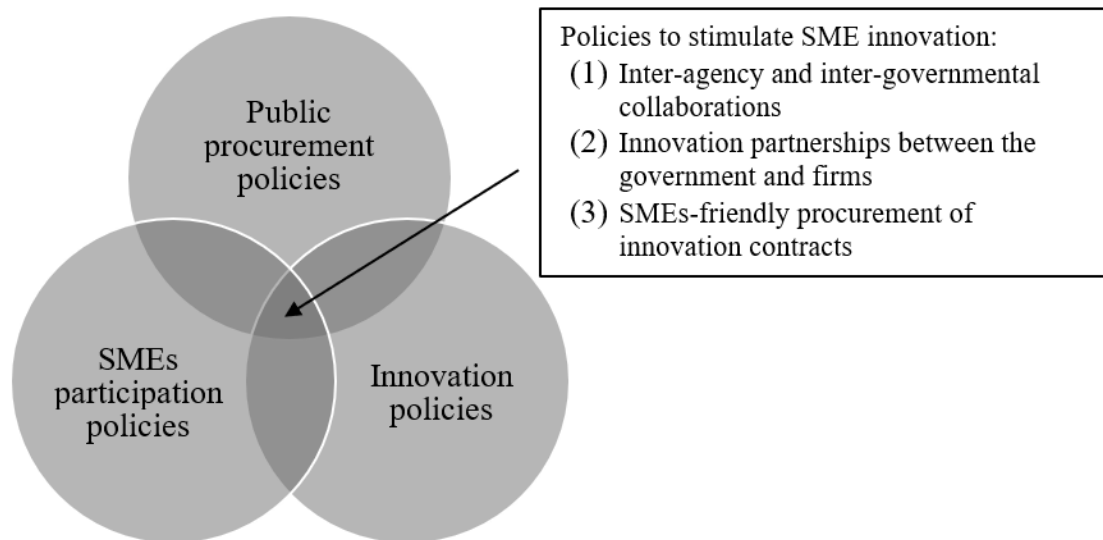 Public
procurement
policies
SMEs
participation
policies
Innovation
policies
Policies to stimulate SME innovation:
(1) Inter-agency and inter-governmental
collaborations
(2) Innovation partnerships between the
government and firms
(3) SMEs-friendly procurement of
innovation contracts